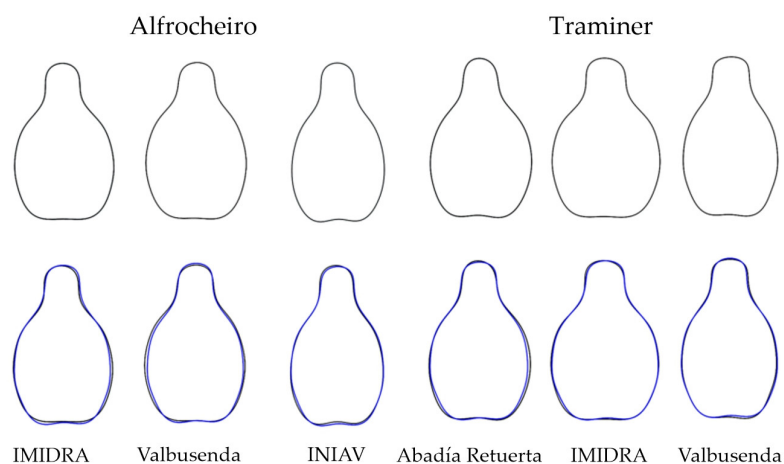 Alfrocheiro Traminer
IMIDRA Valbusenda INIAV Abadía Retuerta IMIDRA Valbusenda